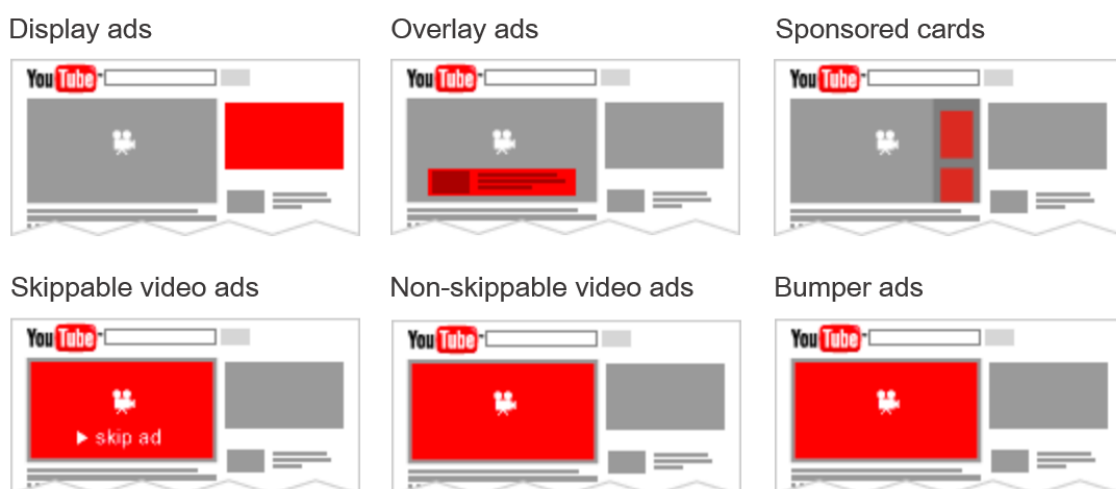 Display ads
Overlay ads
Sponsored cards
YouTube
YouTube
YouTube
Skippable video ads
Non-skippable video ads
Bumper ads
YouTube
YouTube
YouTube
skip ad